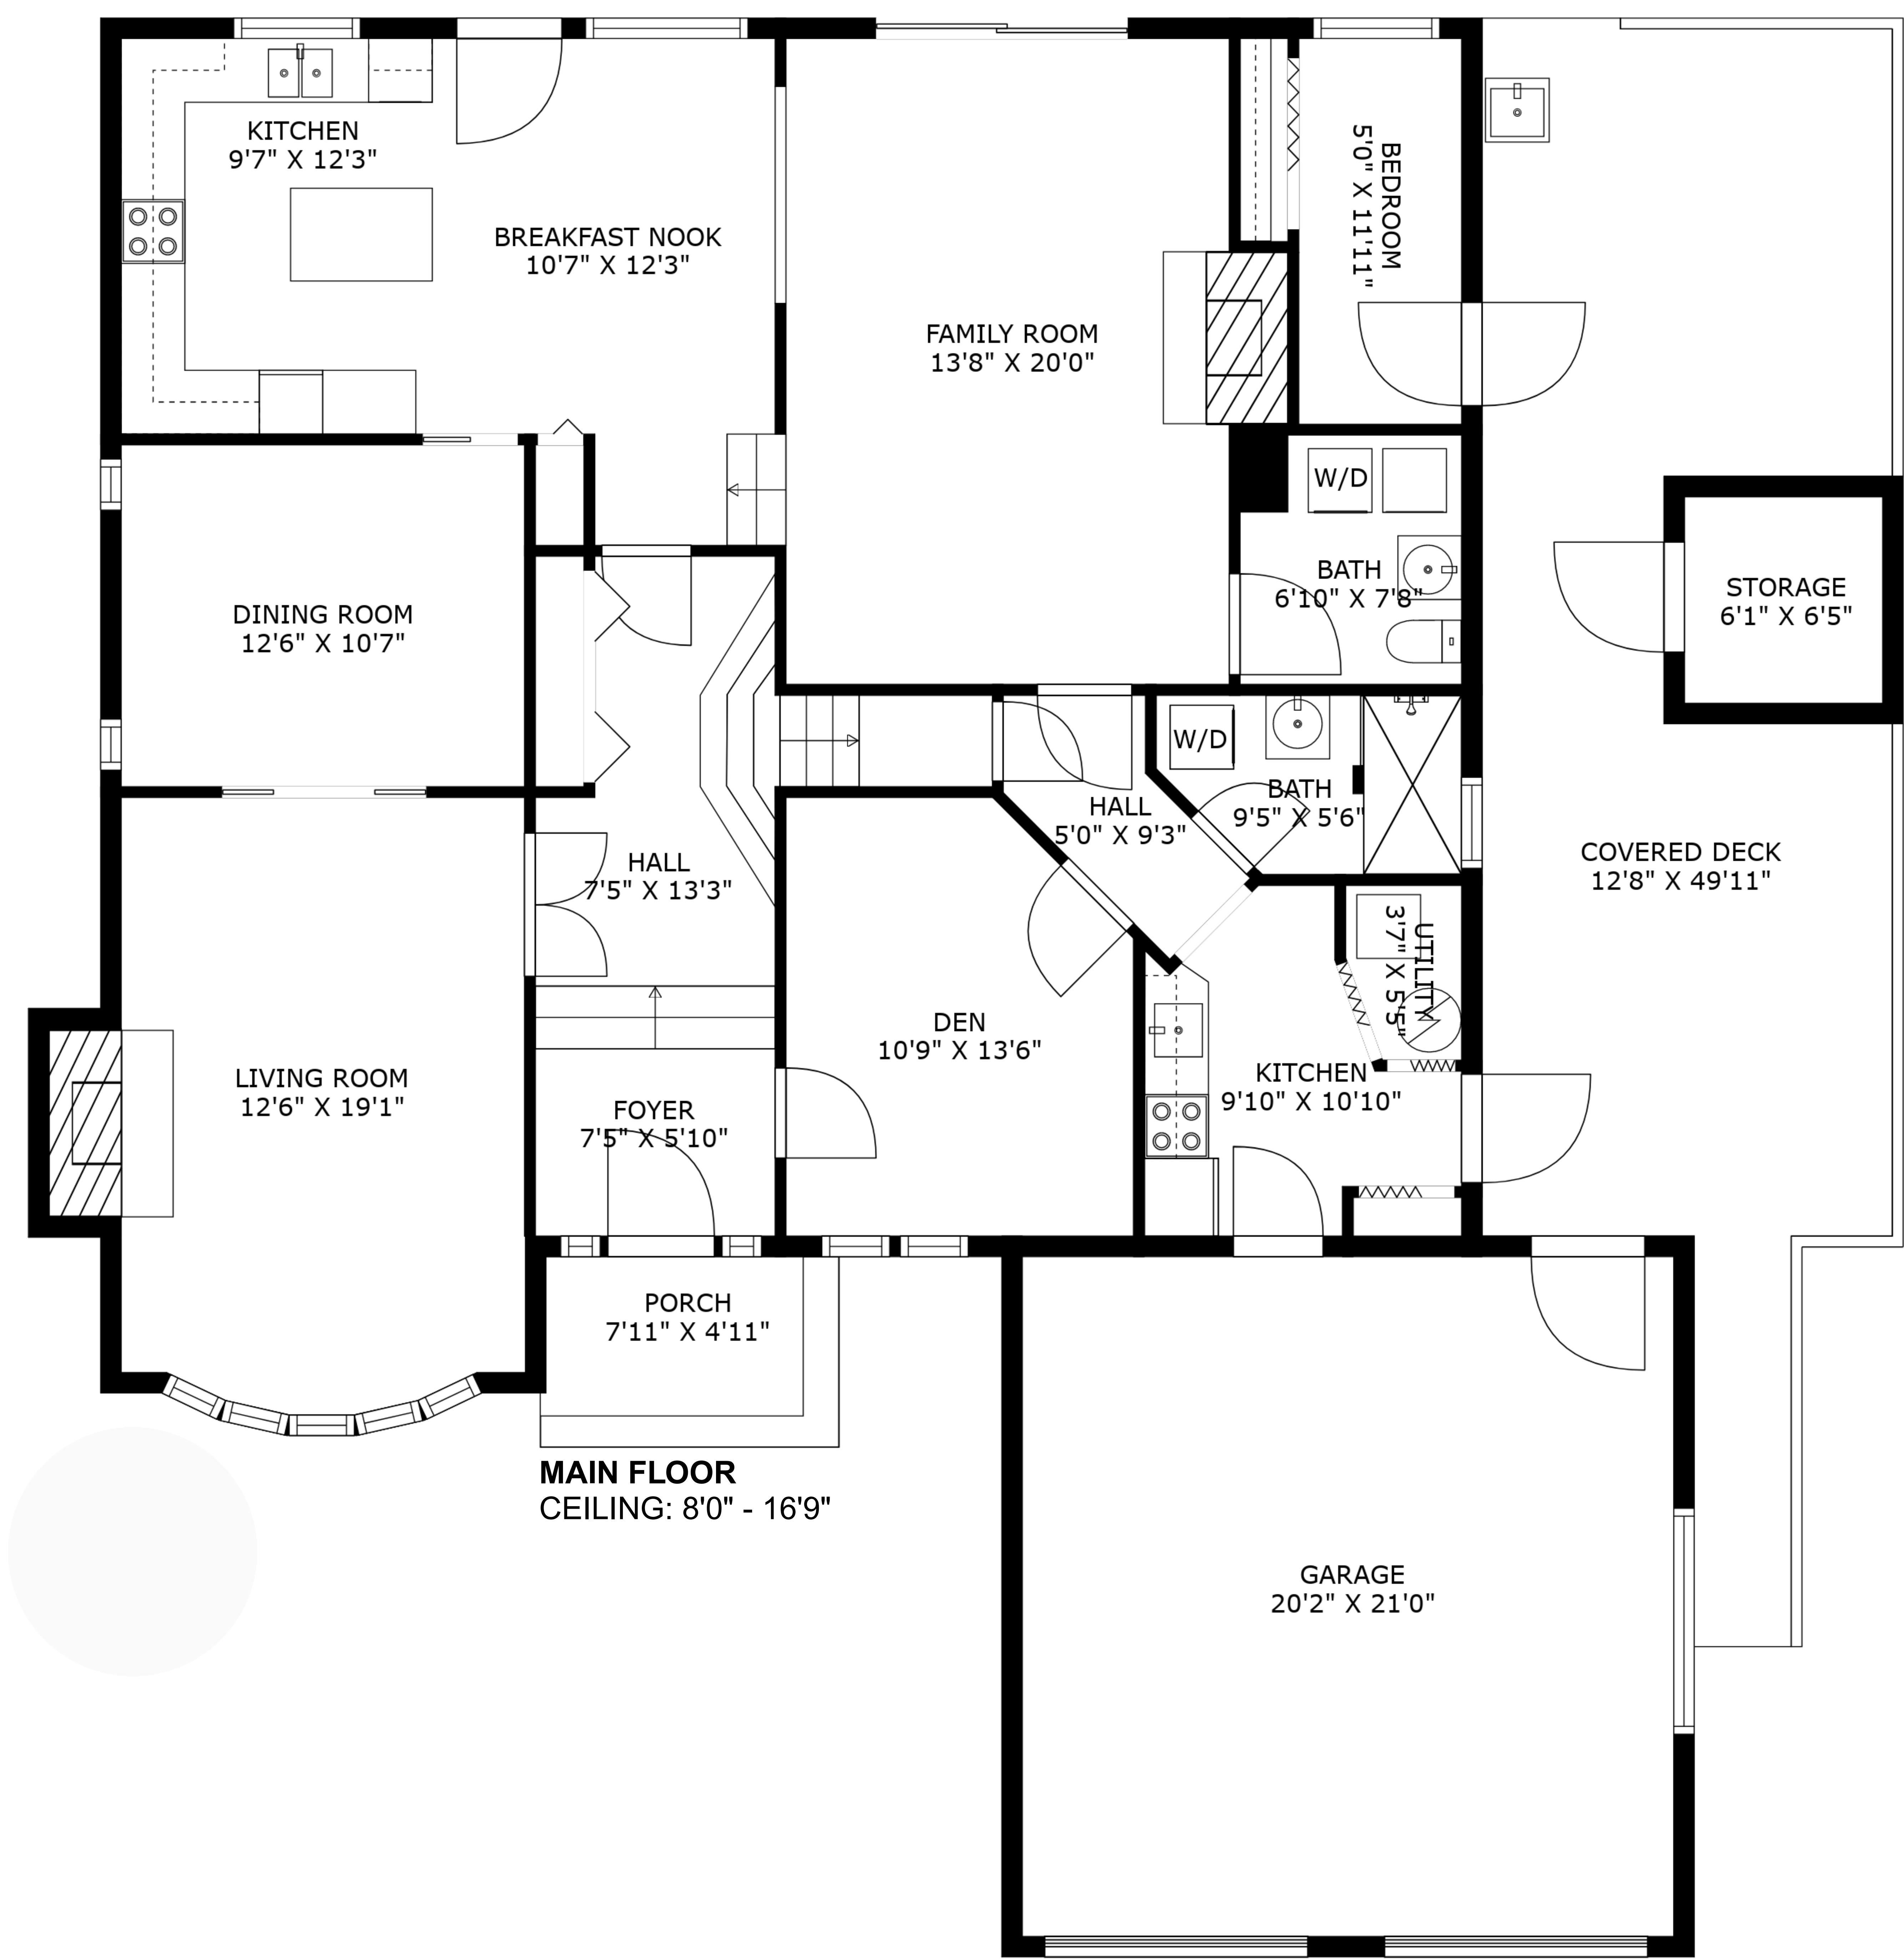 KITCHEN
9'7" X 12'3"
BREAKFAST NOOK
10'7" X 12'3"
FAMILY ROOM
13'8" X 20'0"
BEDROOM
5'0" X 11'11"
W/D
BATH
6'10" X 7'8"
STORAGE
6'1" X 6'5"
DINING ROOM
12'6" X 10'7"
W/D
BATH
9'5" X 5'6"
HALL
5'0" X 9'3"
HALL
7'5" X 13'3"
COVERED DECK
12'8" X 49'11"
UTILITY
3'7" X 5'5"
DEN
10'9" X 13'6"
KITCHEN
9'10" X 10'10"
LIVING ROOM
12'6" X 19'1"
FOYER
7'5" X 5'10"
PORCH
7'11" X 4'11"
MAIN FLOOR
CEILING: 8'0" - 16'9"
GARAGE
20'2" X 21'0"